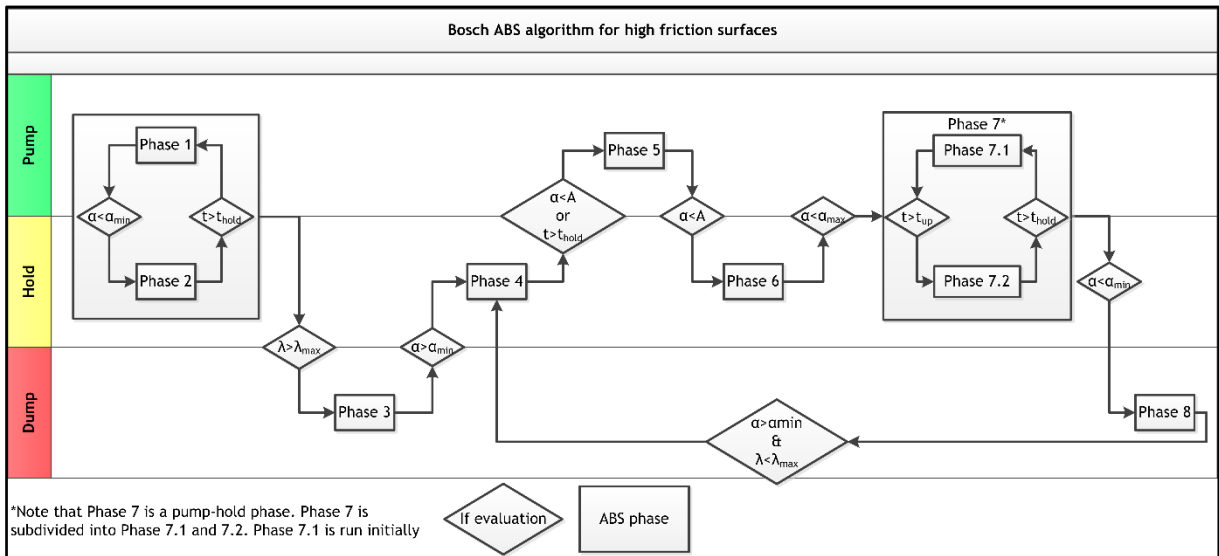 Bosch ABS algorithm for high friction surfaces
Pump
Hold
Dump
Phase 1
α<αmin
t>thold
Phase 2
λ>λmax
Phase 3
α>αmin
Phase 4
α<A
or
t>thold
Phase 5
α<A
Phase 6
α<αmax
Phase 7*
Phase 7.1
t>tup
t>thold
Phase 7.2
α<αmin
Phase 8
α>αmin
&
λ<λmax
*Note that Phase 7 is a pump-hold phase. Phase 7 is
subdivided into Phase 7.1 and 7.2. Phase 7.1 is run initially
If evaluation
ABS phase